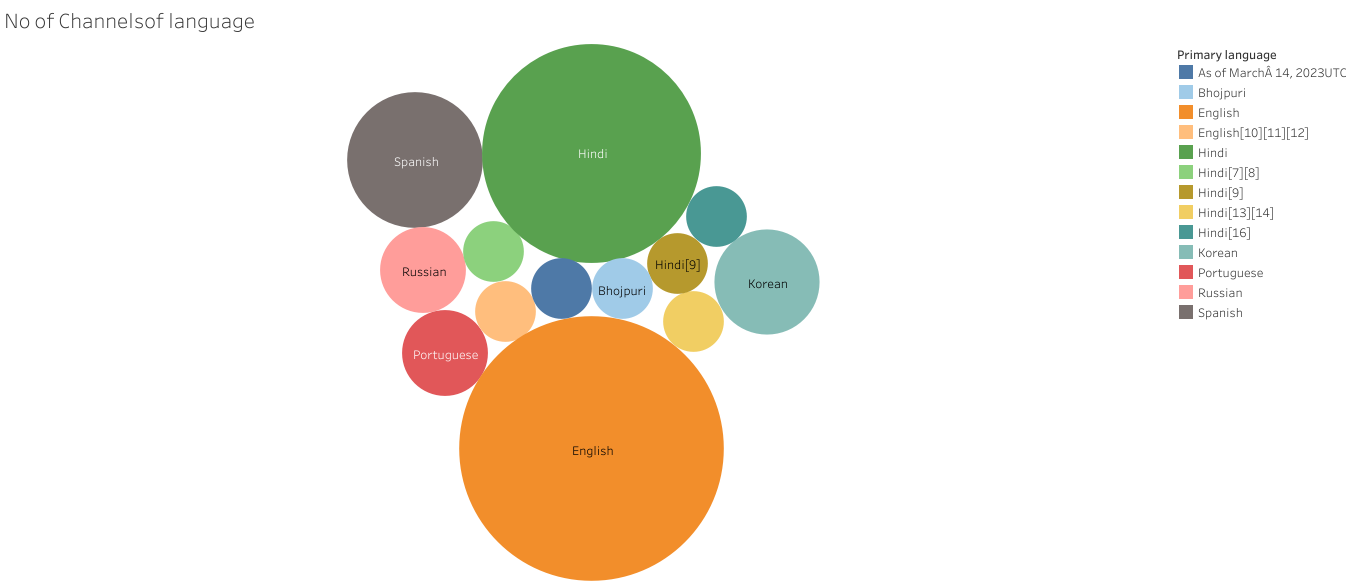 No of Channelsof language
Spanish
Hindi
Russian
Hindi[9]
Korean
Bhojpuri
Portuguese
English
Primary language
As of MarchÂ 14, 2023UTC
Bhojpuri
English
English[10][11][12]
Hindi
Hindi[7][8]
Hindi[9]
Hindi[13][14]
Hindi[16]
Korean
Portuguese
Russian
Spanish